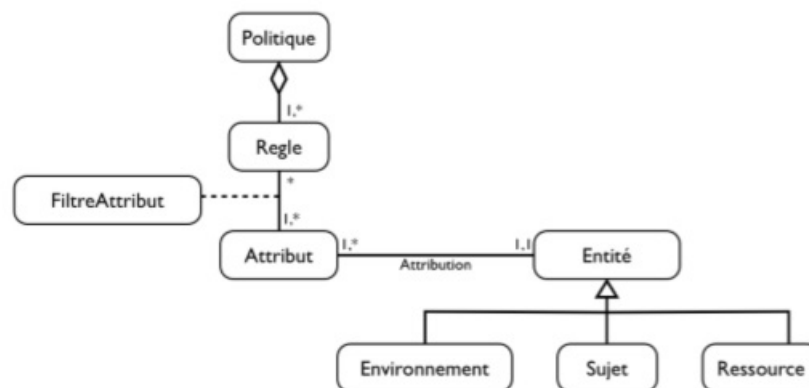 Politique
1,*
Regle
*
FiltreAttribut
1,*
Attribut
1,*
Attribution
1,1
Entité
Environnement
Sujet
Ressource